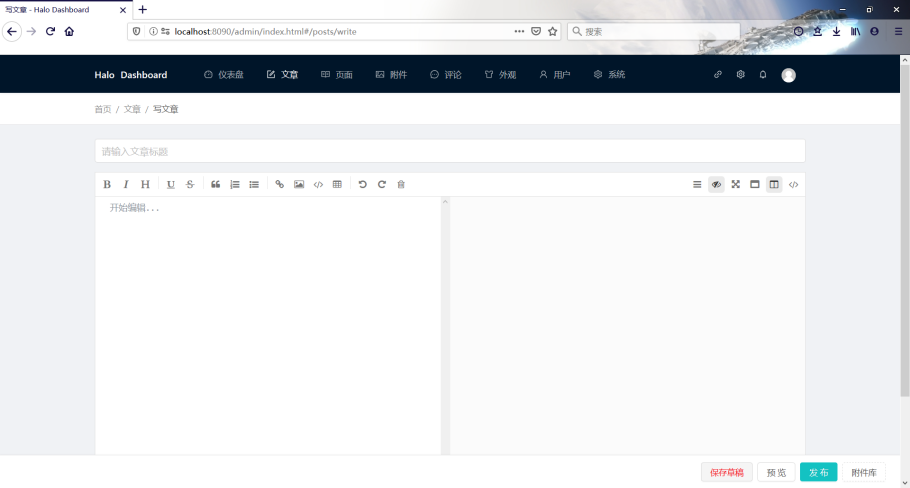 写文章 - Halo Dashboard
localhost:8090/admin/index.html#/posts/write
搜索
Halo Dashboard 仪表盘 文章 页面 附件 评论 外观 用户 系统
首页 / 文章 / 写文章
请输入文章标题
B I H U S
开始编辑...
保存草稿 预览 发布 附件库